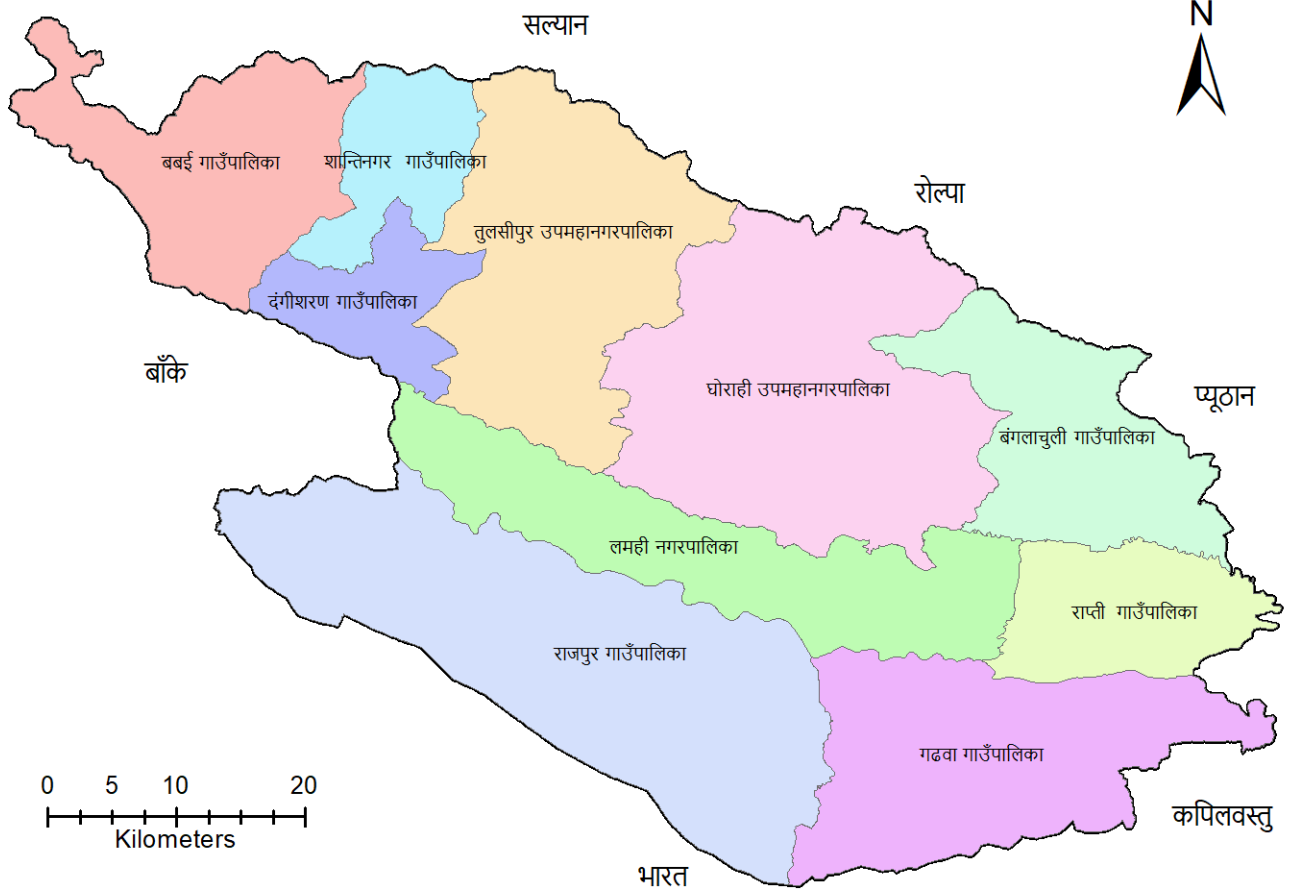 सल्यान
N
बबई गाउँपालिका
शान्तिनगर गाउँपालिका
रोल्पा
तुलसीपुर उपमहानगरपालिका
दंगीशरण गाउँपालिका
बाँके
घोराही उपमहानगरपालिका
प्यूठान
बंगलाचुली गाउँपालिका
लमही नगरपालिका
राप्ती गाउँपालिका
राजपुर गाउँपालिका
गढवा गाउँपालिका
0 5 10 20
Kilometers
कपिलवस्तु
भारत